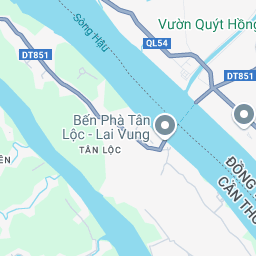 Vườn Quýt Hồng
Sông Hậu
QL54
DT851
DT851
Bến Phà Tân
Lộc - Lai Vung
TÂN LỘC
ĐỒNG
CẦN THƠ